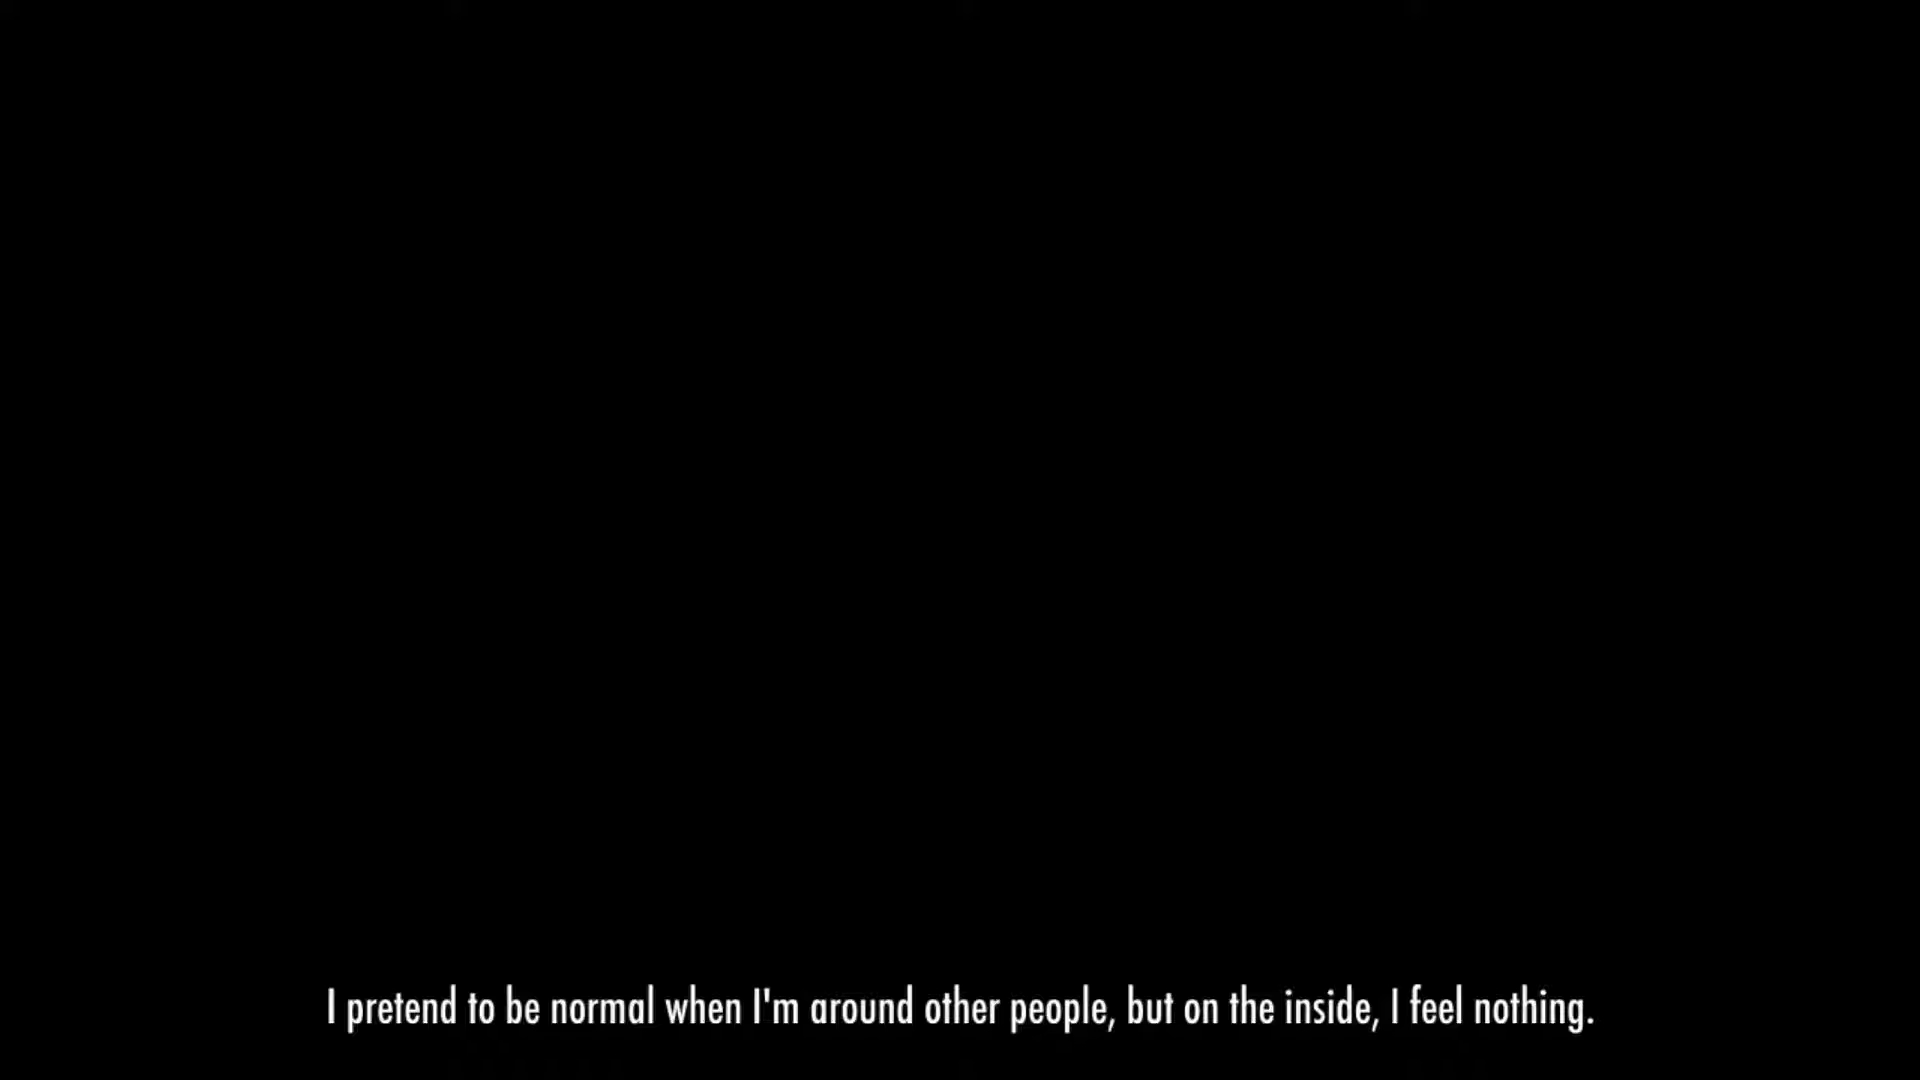 I pretend to be normal when I'm around other people, but on the inside, I feel nothing.